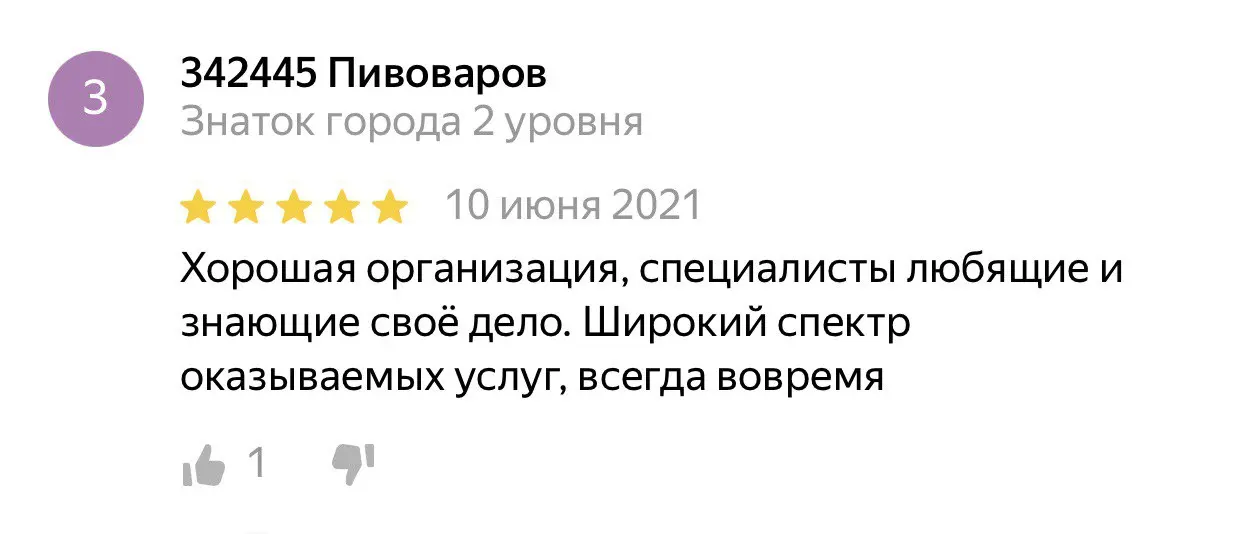 3
342445 Пивоваров
Знаток города 2 уровня
10 июня 2021
Хорошая организация, специалисты любящие и
знающие своё дело. Широкий спектр
оказываемых услуг, всегда вовремя
1